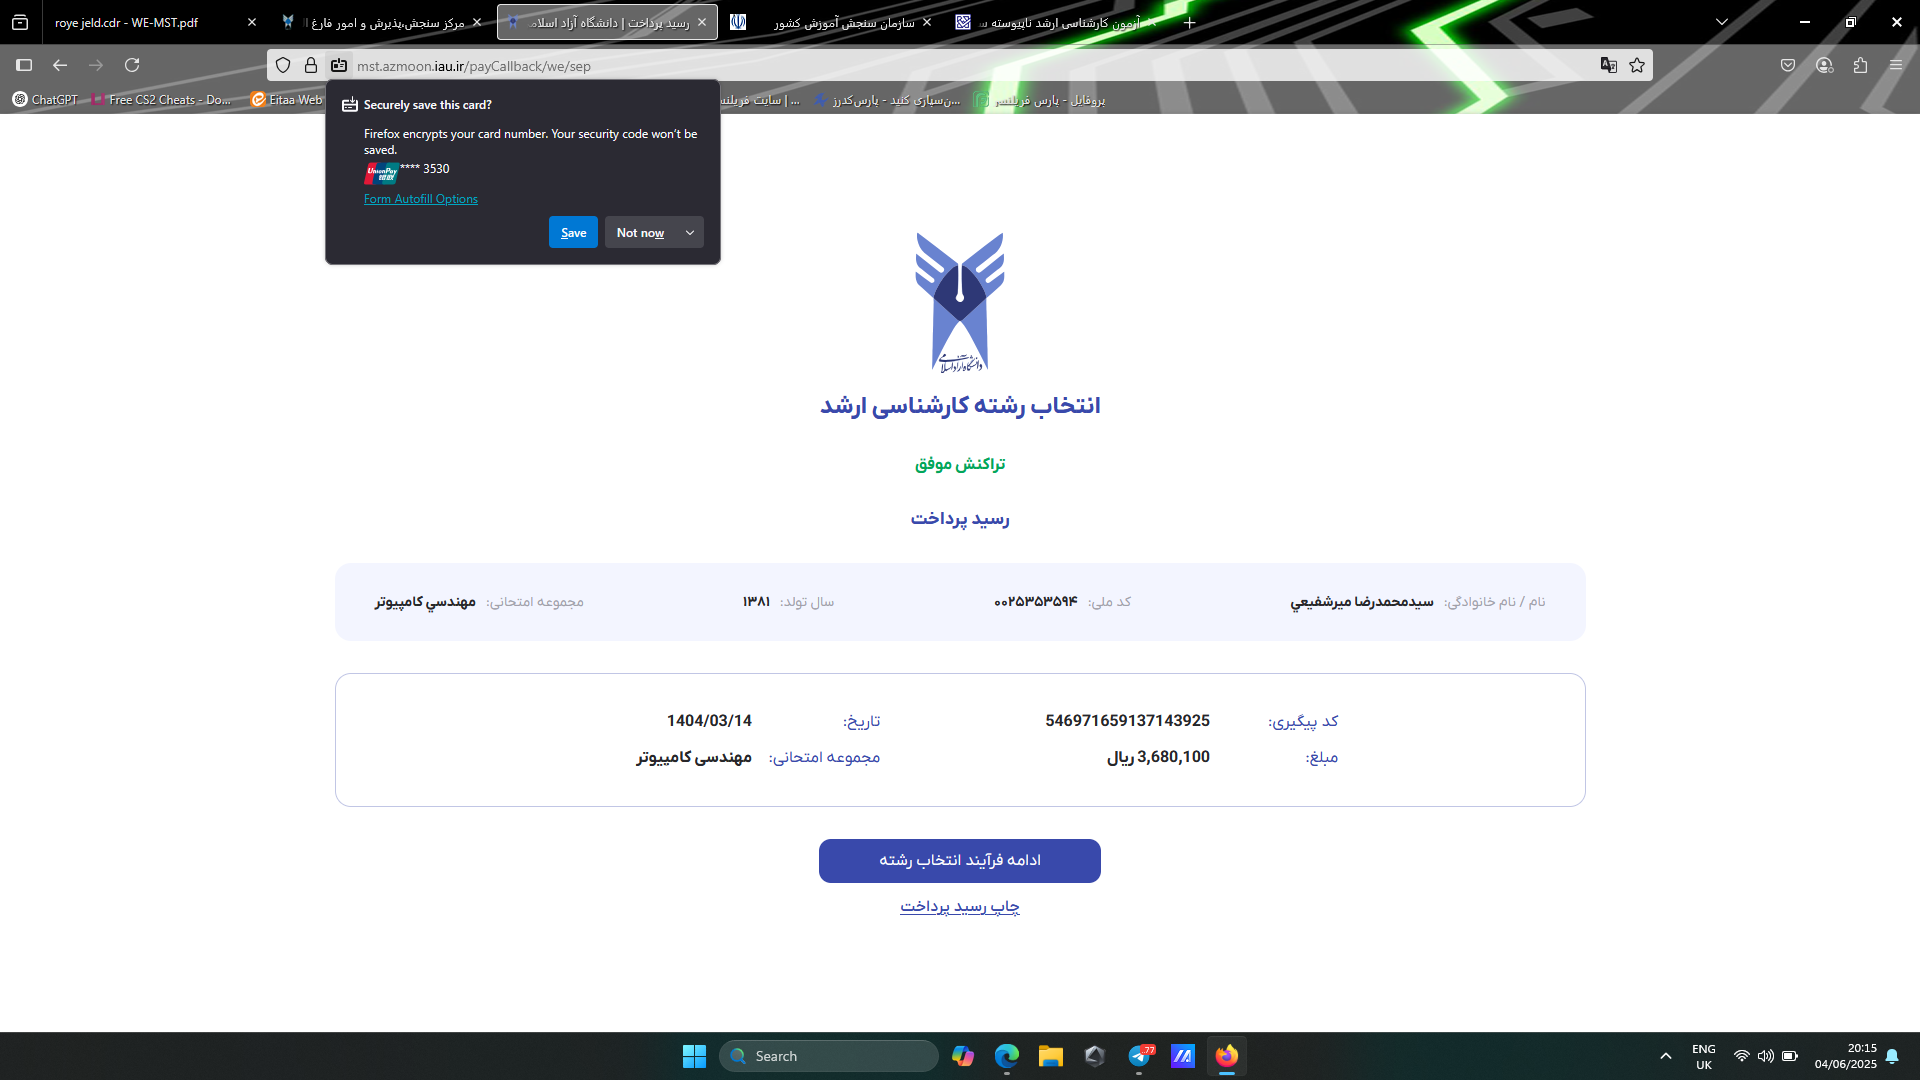 roye jeld.cdr - WE-MST.pdf
مرکز سنجش،پذیرش و امور فارغ ا
رسید پرداخت | دانشگاه آزاد اسلام
سازمان سنجش آموزش کشور
آزمون کارشناسی ارشد ناپیوسته س
mst.azmoon.iau.ir/payCallback/we/sep
ChatGPT
Free CS2 Cheats - Do...
Eitaa Web
... | سایت فریلنس
...ن‌سپاری کنید - پارس‌کدرز
پروفایل - پارس فریلنسر
Securely save this card?
Firefox encrypts your card number. Your security code won’t be
saved.
UnionPay
银联
**** 3530
Form Autofill Options
Save
Not now
دانشگاه آزاد اسلامی
انتخاب رشته کارشناسی ارشد
تراکنش موفق
رسید پرداخت
نام / نام خانوادگی: سیدمحمدرضا میرشفیعي
کد ملی: ۰۰۲۵۳۵۳۵۹۴
سال تولد: ۱۳۸۱
مجموعه امتحانی: مهندسي کامپیوتر
کد پیگیری: 546971659137143925
تاریخ: 1404/03/14
مبلغ: 3,680,100 ریال
مجموعه امتحانی: مهندسی کامپیوتر
ادامه فرآیند انتخاب رشته
چاپ رسید پرداخت
Search
77
ENG
UK
20:15
04/06/2025